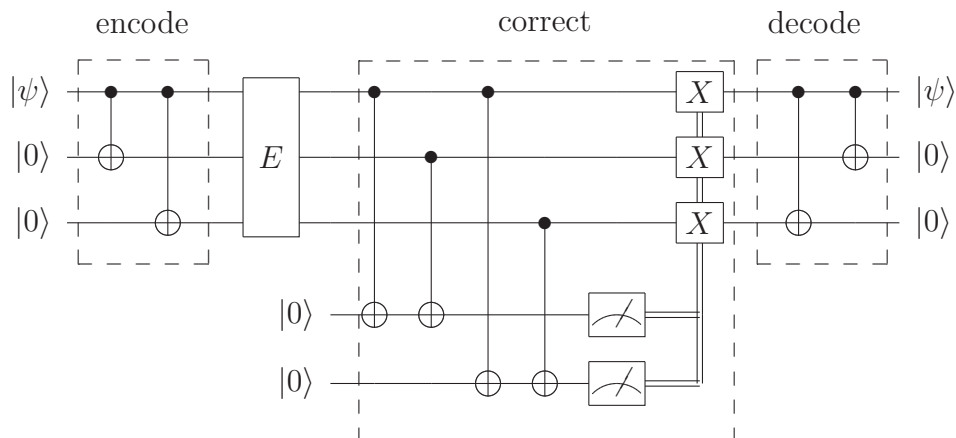 encode correct decode
|ψ⟩ X |ψ⟩
|0⟩ E X |0⟩
|0⟩ X |0⟩
|0⟩
|0⟩